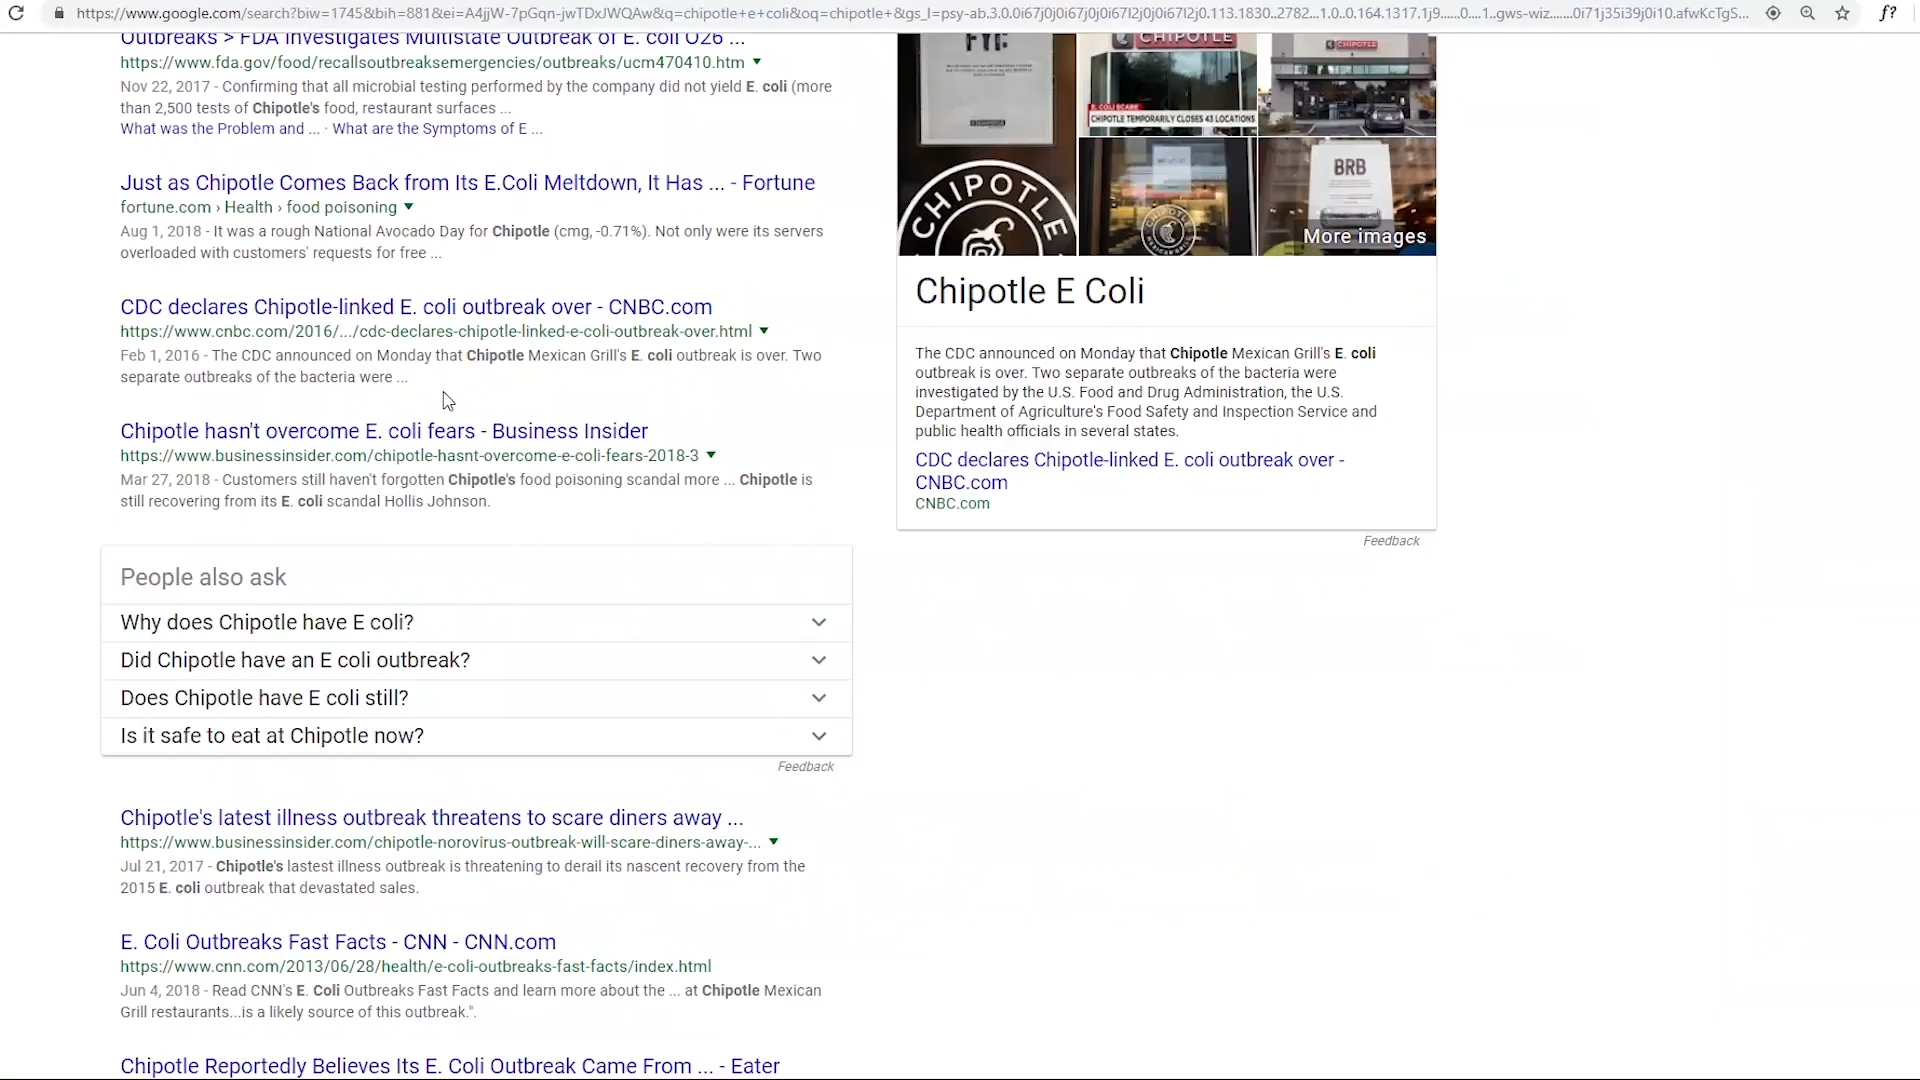 https://www.google.com/search?biw=1745&bih=881&ei=A4jjW-7pGqn-jwTDxJWQAw&q=chipotle+e+coli&oq=chipotle+&gs_l=psy-ab.3.0.0i67j0j0i67j0j0i67l2j0j0i67l2j0.113.1830..2782...1.0..0.164.1317.1j9......0....1..gws-wiz.......0i71j35i39j0i10.afwKcTgS...
f?
Outbreaks > FDA Investigates Multistate Outbreak of E. coli O26 ...
https://www.fda.gov/food/recallsoutbreaksemergencies/outbreaks/ucm470410.htm
Nov 22, 2017 - Confirming that all microbial testing performed by the company did not yield E. coli (more
than 2,500 tests of Chipotle's food, restaurant surfaces ...
What was the Problem and ... · What are the Symptoms of E ...
Just as Chipotle Comes Back from Its E.Coli Meltdown, It Has ... - Fortune
fortune.com › Health › food poisoning
Aug 1, 2018 - It was a rough National Avocado Day for Chipotle (cmg, -0.71%). Not only were its servers
overloaded with customers' requests for free ...
CDC declares Chipotle-linked E. coli outbreak over - CNBC.com
https://www.cnbc.com/2016/.../cdc-declares-chipotle-linked-e-coli-outbreak-over.html
Feb 1, 2016 - The CDC announced on Monday that Chipotle Mexican Grill's E. coli outbreak is over. Two
separate outbreaks of the bacteria were ...
Chipotle hasn't overcome E. coli fears - Business Insider
https://www.businessinsider.com/chipotle-hasnt-overcome-e-coli-fears-2018-3
Mar 27, 2018 - Customers still haven't forgotten Chipotle's food poisoning scandal more ... Chipotle is
still recovering from its E. coli scandal Hollis Johnson.
People also ask
Why does Chipotle have E coli?
Did Chipotle have an E coli outbreak?
Does Chipotle have E coli still?
Is it safe to eat at Chipotle now?
Feedback
Chipotle's latest illness outbreak threatens to scare diners away ...
https://www.businessinsider.com/chipotle-norovirus-outbreak-will-scare-diners-away-...
Jul 21, 2017 - Chipotle's lastest illness outbreak is threatening to derail its nascent recovery from the
2015 E. coli outbreak that devastated sales.
E. Coli Outbreaks Fast Facts - CNN - CNN.com
https://www.cnn.com/2013/06/28/health/e-coli-outbreaks-fast-facts/index.html
Jun 4, 2018 - Read CNN's E. Coli Outbreaks Fast Facts and learn more about the ... at Chipotle Mexican
Grill restaurants...is a likely source of this outbreak.".
Chipotle Reportedly Believes Its E. Coli Outbreak Came From ... - Eater
FYI:
CHIPOTLE
CHIPOTLE
E. COLI SCARE
CHIPOTLE TEMPORARILY CLOSES 43 LOCATIONS
CHIPOTLE
CHIPOTLE
BRB
More images
Chipotle E Coli
The CDC announced on Monday that Chipotle Mexican Grill's E. coli
outbreak is over. Two separate outbreaks of the bacteria were
investigated by the U.S. Food and Drug Administration, the U.S.
Department of Agriculture's Food Safety and Inspection Service and
public health officials in several states.
CDC declares Chipotle-linked E. coli outbreak over -
CNBC.com
CNBC.com
Feedback